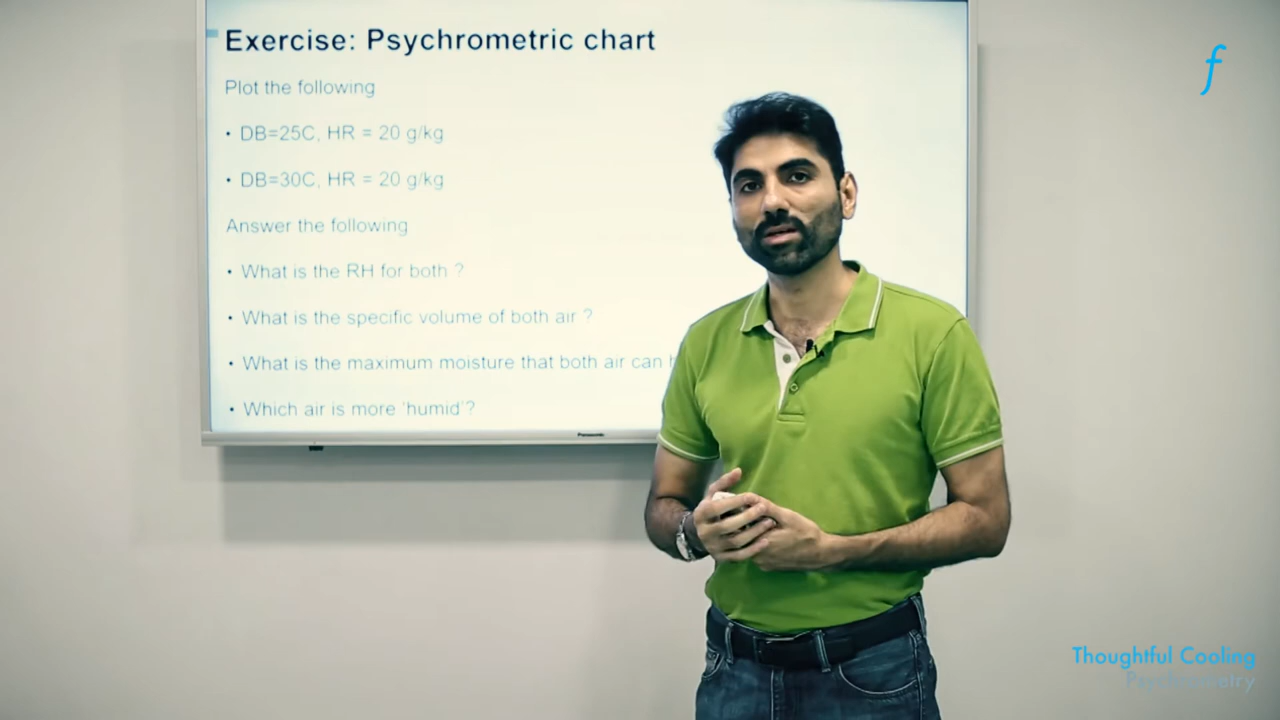 Exercise: Psychrometric chart
Plot the following
• DB=25C, HR = 20 g/kg
• DB=30C, HR = 20 g/kg
Answer the following
• What is the RH for both ?
• What is the specific volume of both air ?
• What is the maximum moisture that both air can
• Which air is more 'humid'?
Panasonic
f
Thoughtful Cooling
Psychrometry